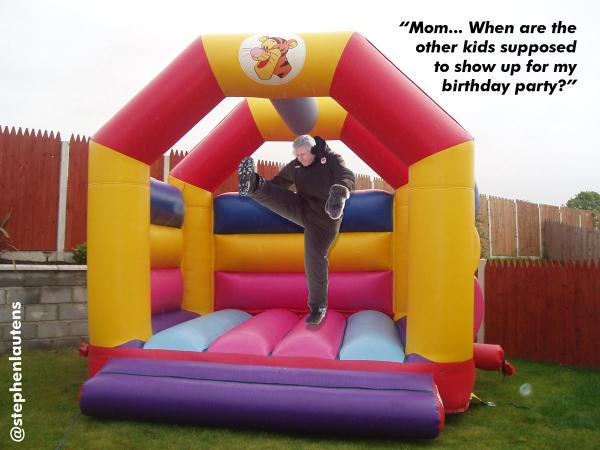 “Mom... When are the
other kids supposed
to show up for my
birthday party?”
@stephenlautens